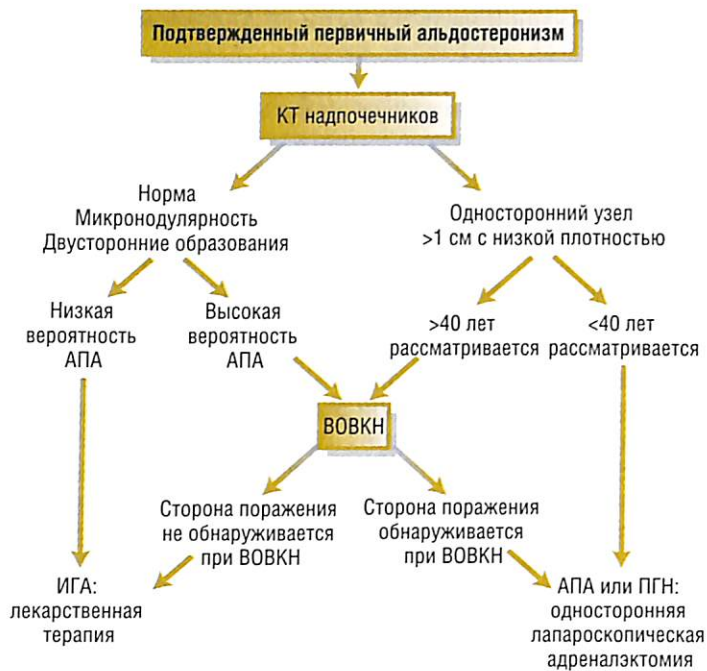 Подтвержденный первичный альдостеронизм
КТ надпочечников
Норма
Микронодулярность
Двусторонние образования
Односторонний узел
>1 см с низкой плотностью
Низкая
вероятность
АПА
Высокая
вероятность
АПА
>40 лет
рассматривается
<40 лет
рассматривается
ВОВКН
Сторона поражения
не обнаруживается
при ВОВКН
Сторона поражения
обнаруживается
при ВОВКН
ИГА:
лекарственная
терапия
АПА или ПГН:
односторонняя
лапароскопическая
адреналэктомия